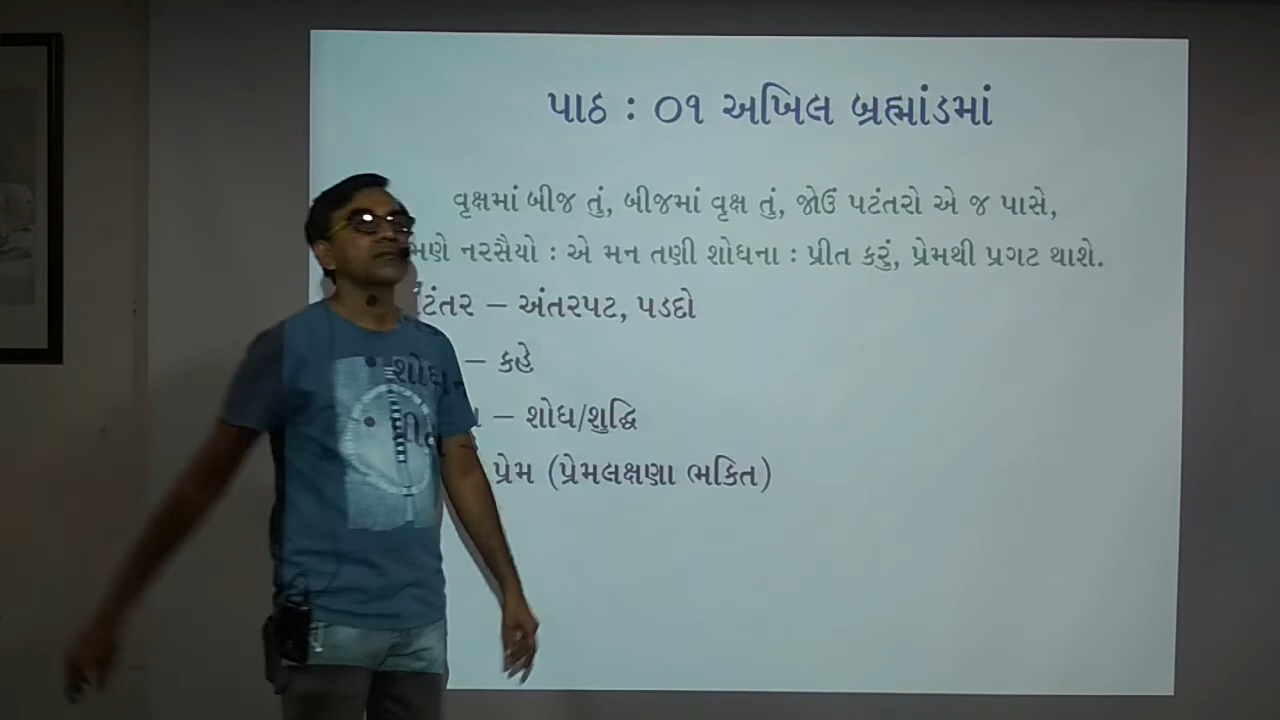 પાઠ : ૦૧ અખિલ બ્રહ્માંડમાં
વૃક્ષમાં બીજ તું, બીજમાં વૃક્ષ તું, જોઉં પટંતરો એ જ પાસે,
નરસૈયો : એ મન તણી શોધના : પ્રીત કરું, પ્રેમથી પ્રગટ થાશે.
– અંતરપટ, પડદો
– કહે
– શોધ/શુદ્ધિ
પ્રેમ (પ્રેમલક્ષણા ભકિત)